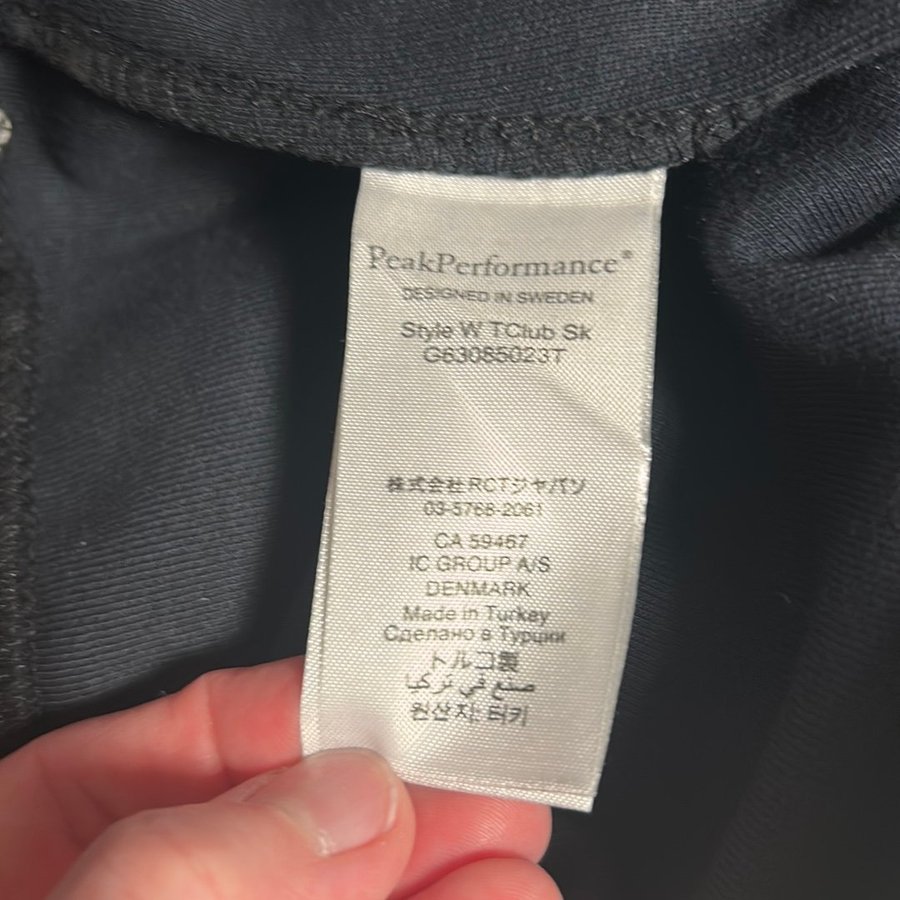 PeakPerformance®
DESIGNED IN SWEDEN
Style W TClub Sk
G63085023T
株式会社RCTジャパン
03-5768-2061
CA 59467
IC GROUP A/S
DENMARK
Made in Turkey
Сделано в Турции
トルコ製
صنع في تركيا
원산지: 터키